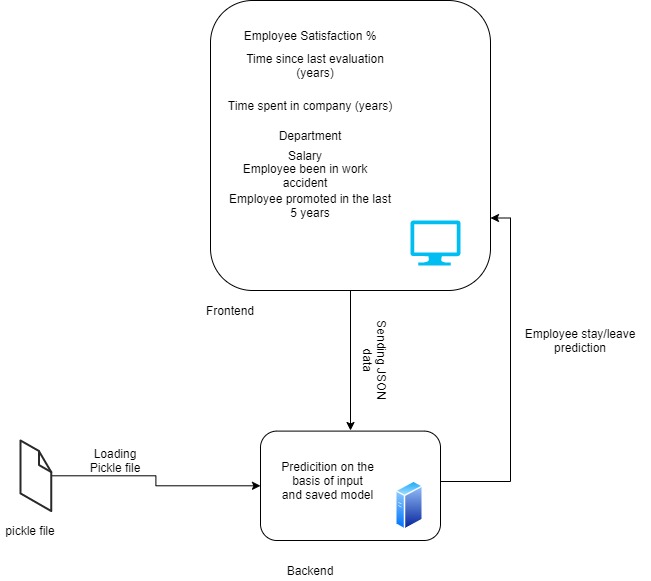 Employee Satisfaction %
Time since last evaluation
(years)
Time spent in company (years)
Department
Salary
Employee been in work
accident
Employee promoted in the last
5 years
Frontend
Sending JSON
data
Employee stay/leave
prediction
Loading
Pickle file
Predicition on the
basis of input
and saved model
pickle file
Backend